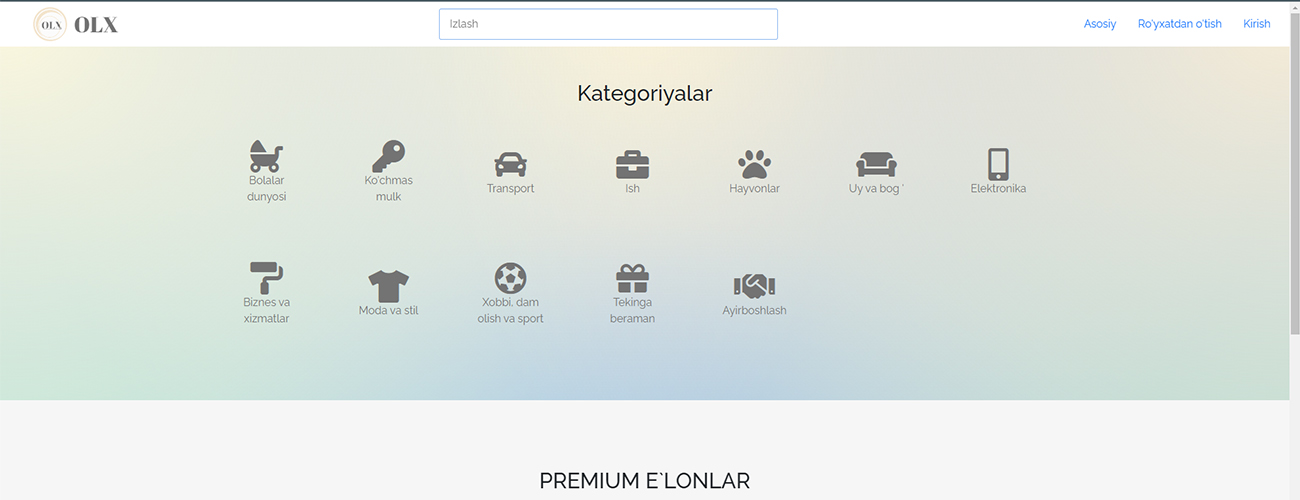 OLX OLX
Izlash
Asosiy Ro'yxatdan o'tish Kirish
Kategoriyalar
Bolalar
dunyosi
Ko'chmas
mulk
Transport
Ish
Hayvonlar
Uy va bog '
Elektronika
Biznes va
xizmatlar
Moda va stil
Xobbi, dam
olish va sport
Tekinga
beraman
Ayirboshlash
PREMIUM E`LONLAR